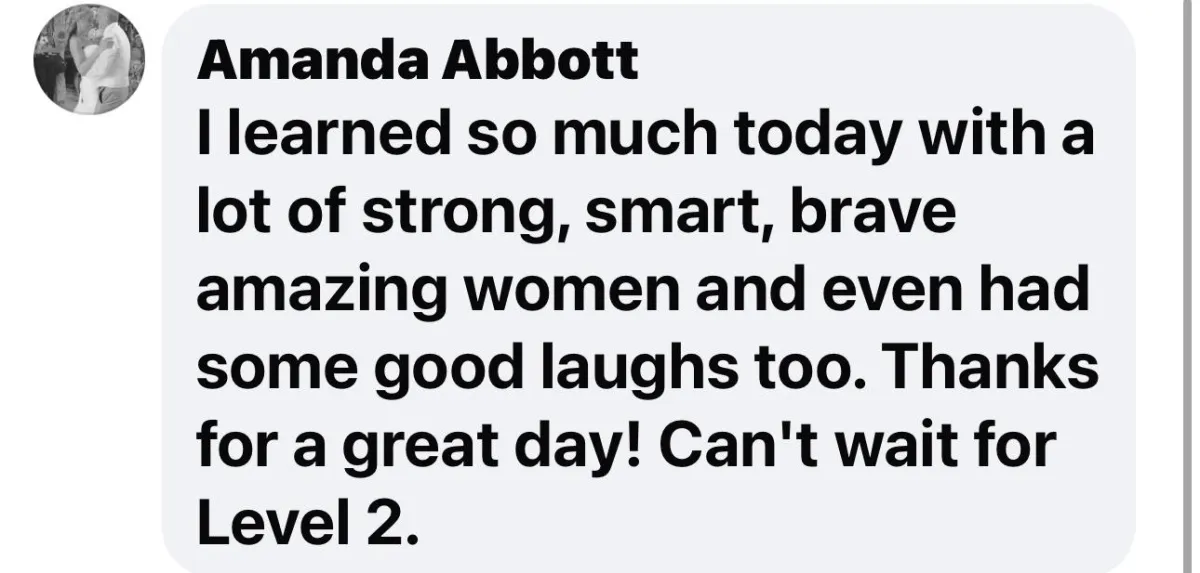 Amanda Abbott
I learned so much today with a
lot of strong, smart, brave
amazing women and even had
some good laughs too. Thanks
for a great day! Can't wait for
Level 2.